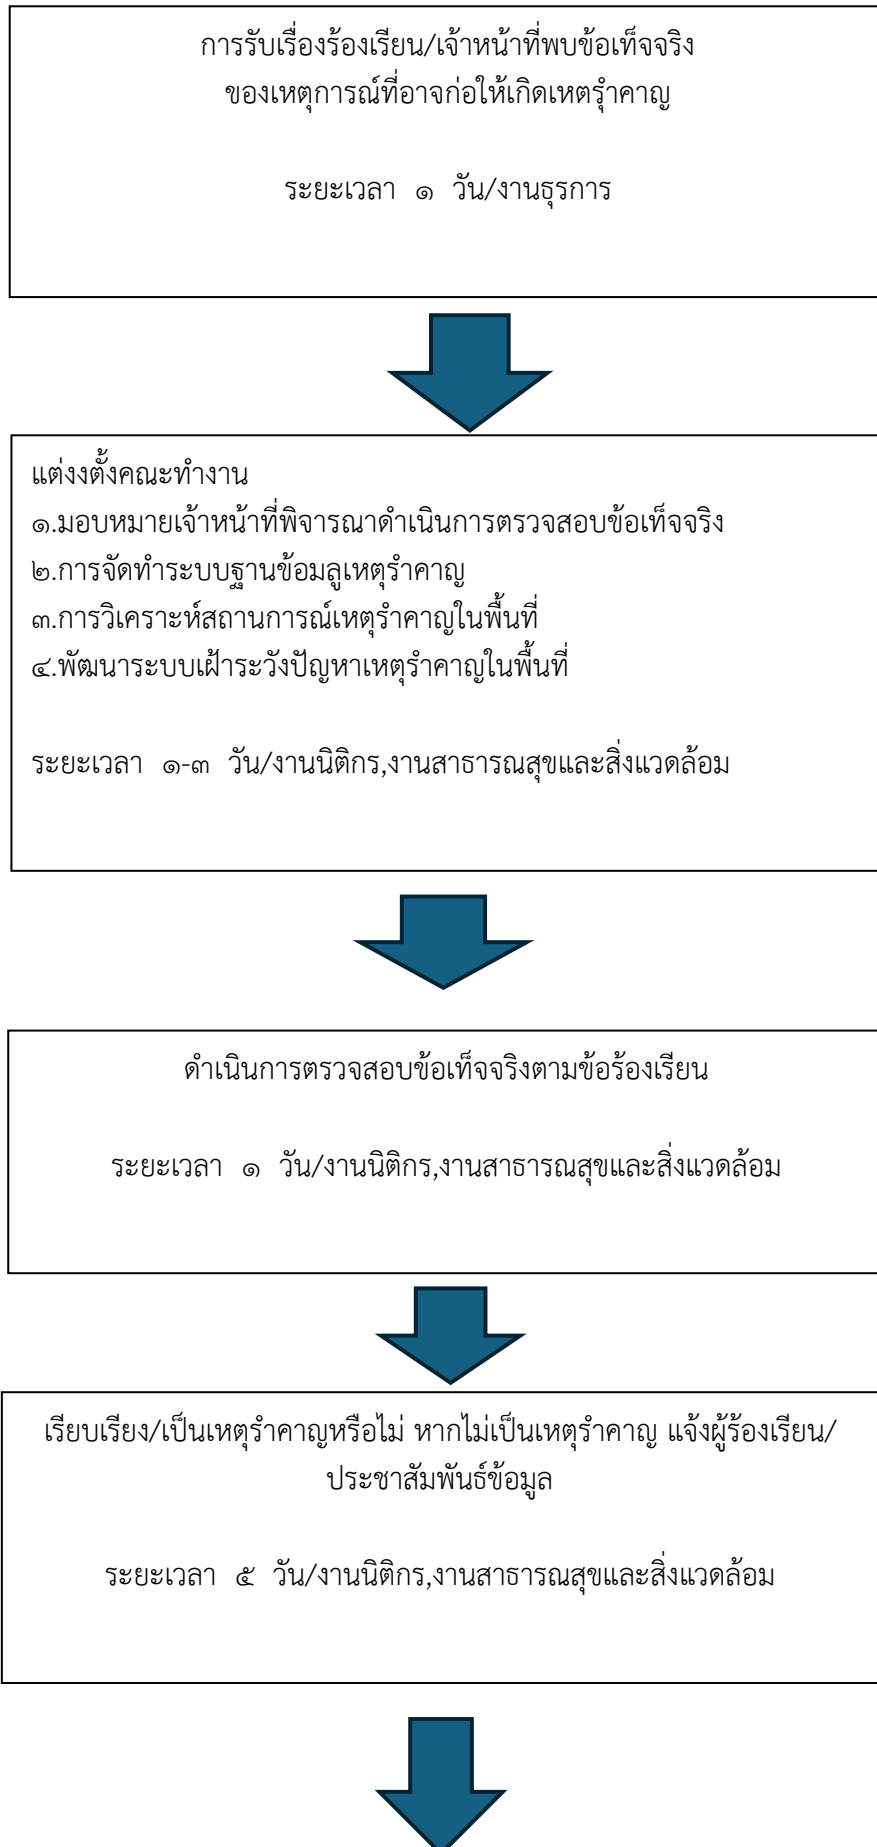 การรับเรื่องร้องเรียน/เจ้าหน้าที่พบข้อเท็จจริง
ของเหตุการณ์ที่อาจก่อให้เกิดเหตรุำคาญ
ระยะเวลา ๑ วัน/งานธุรการ
แต่งงตั้งคณะทำงาน
๑.มอบหมายเจ้าหน้าที่พิจารณาดำเนินการตรวจสอบข้อเท็จจริง
๒.การจัดทำระบบฐานข้อมลูเหตุรำคาญ
๓.การวิเคราะห์สถานการณ์เหตุรำคาญในพื้นที่
๔.พัฒนาระบบเฝ้าระวังปัญหาเหตุรำคาญในพื้นที่
ระยะเวลา ๑-๓ วัน/งานนิติกร,งานสาธารณสุขและสิ่งแวดล้อม
ดำเนินการตรวจสอบข้อเท็จจริงตามข้อร้องเรียน
ระยะเวลา ๑ วัน/งานนิติกร,งานสาธารณสุขและสิ่งแวดล้อม
เรียบเรียง/เป็นเหตุรำคาญหรือไม่ หากไม่เป็นเหตุรำคาญ แจ้งผู้ร้องเรียน/
ประชาสัมพันธ์ข้อมูล
ระยะเวลา ๕ วัน/งานนิติกร,งานสาธารณสุขและสิ่งแวดล้อม